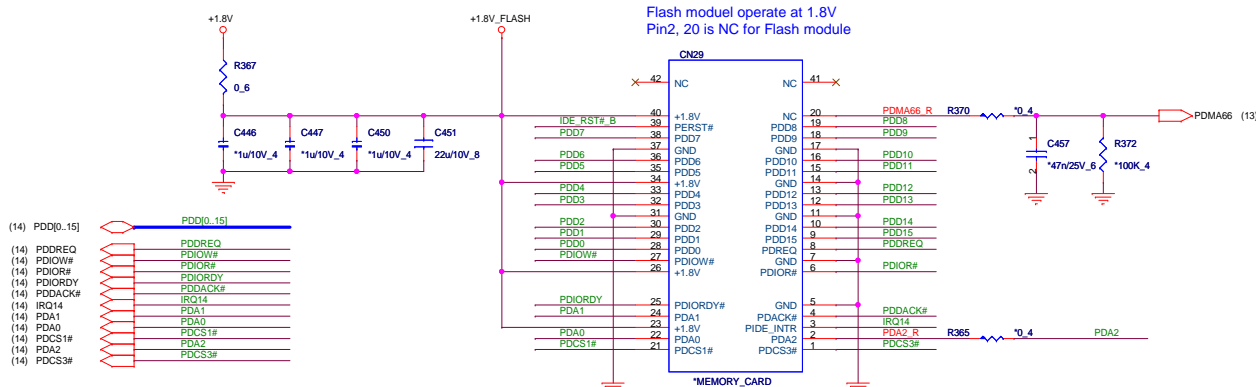 Flash moduel operate at 1.8V
Pin2, 20 is NC for Flash module
+1.8V
+1.8V_FLASH
CN29
R367
0_6
42 NC
NC 41
40 +1.8V
NC 20 PDMA66_R R370 *0_4 PDMA66 (13)
IDE_RST#_B 39 PERST#
PDD8 19 PDD8
PDD7 38 PDD7
PDD9 18 PDD9
37 GND
GND 17
PDD6 36 PDD6
PDD10 16 PDD10
PDD5 35 PDD5
PDD11 15 PDD11
34 +1.8V
GND 14
PDD4 33 PDD4
PDD12 13 PDD12
PDD3 32 PDD3
PDD13 12 PDD13
31 GND
GND 11
PDD2 30 PDD2
PDD14 10 PDD14
PDD1 29 PDD1
PDD15 9 PDD15
PDD0 28 PDD0
PDREQ 8 PDDREQ
PDIOW# 27 PDIOW#
GND 7
26 +1.8V
PDIOR# 6 PDIOR#
PDIORDY 25 PDIORDY#
GND 5
PDA1 24 PDA1
PDACK# 4 PDDACK#
23 +1.8V
PIDE_INTR 3 IRQ14
PDA0 22 PDA0
PDA2 2 PDA2_R R365 *0_4 PDA2
PDCS1# 21 PDCS1#
PDCS3# 1 PDCS3#
*MEMORY_CARD
C446
*1u/10V_4
C447
*1u/10V_4
C450
*1u/10V_4
C451
22u/10V_8
1
C457
*47n/25V_6
2
R372
*100K_4
(14) PDD[0..15] PDD[0..15]
(14) PDDREQ PDDREQ
(14) PDIOW# PDIOW#
(14) PDIOR# PDIOR#
(14) PDIORDY PDIORDY
(14) PDDACK# PDDACK#
(14) IRQ14 IRQ14
(14) PDA1 PDA1
(14) PDA0 PDA0
(14) PDCS1# PDCS1#
(14) PDA2 PDA2
(14) PDCS3# PDCS3#